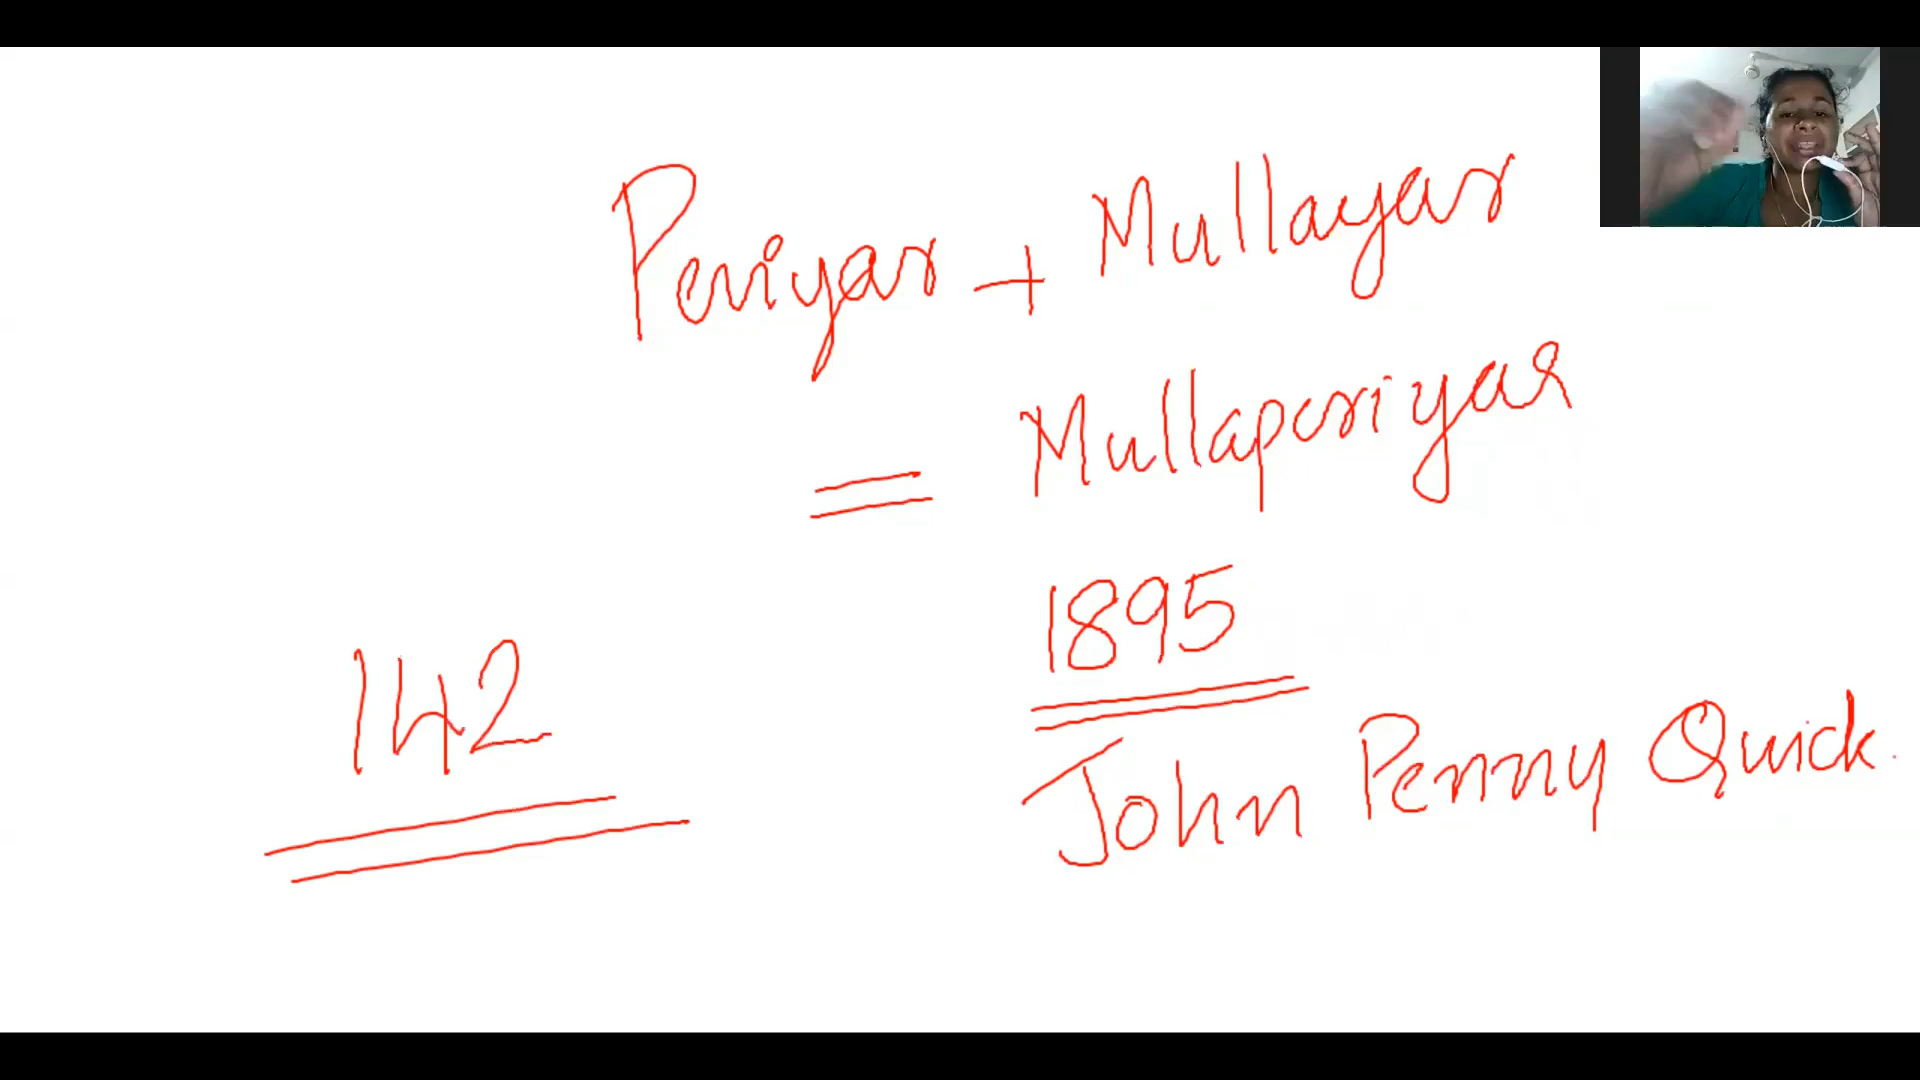 Periyar + Mullayar
= Mullaperiyar
1895
142
John Penny Quick.